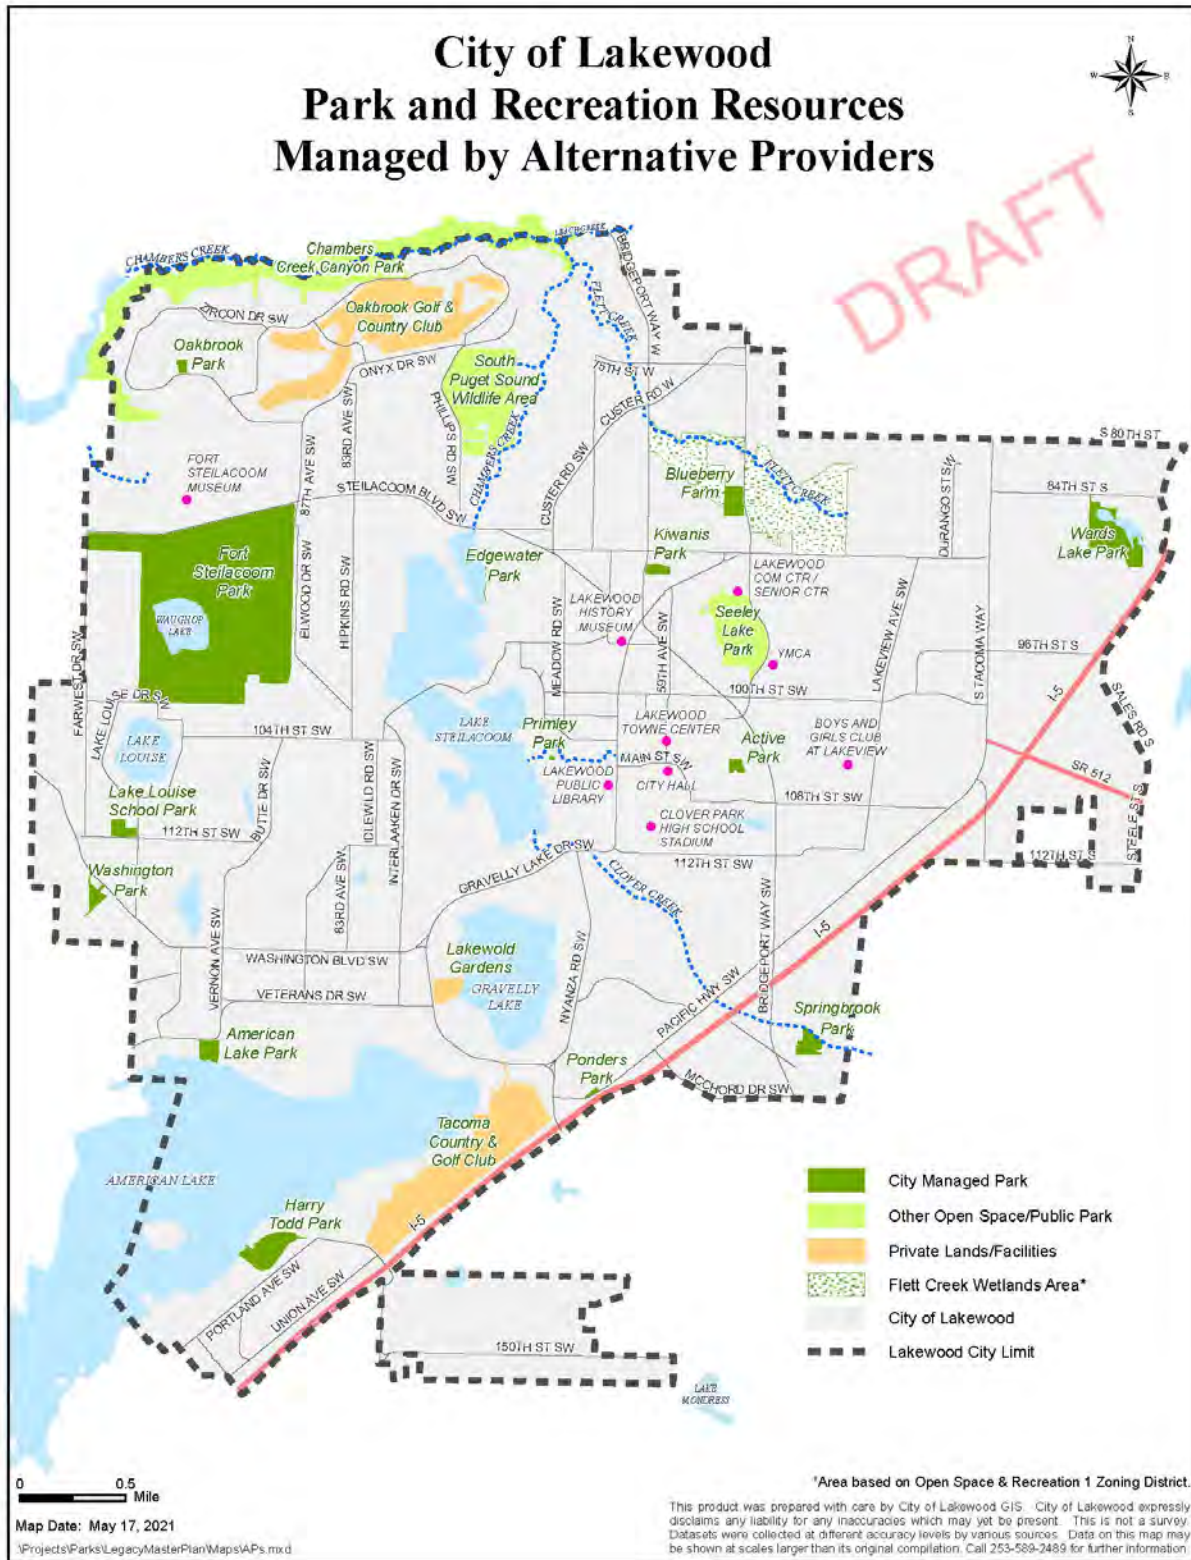 City of Lakewood
Park and Recreation Resources
Managed by Alternative Providers
N
W
E
S
DRAFT
CHAMBERS CREEK
Chambers
Creek Canyon Park
LEACH CREEK
BRIDGEPORT WAY W
FLETT CREEK
ZIRCON DR SW
Oakbrook Golf &
Country Club
Oakbrook
Park
ONYX DR SW
South
Puget Sound
Wildlife Area
75TH ST W
CUSTER RD W
PHILLIPS RD SW
83RD AVE SW
87TH AVE SW
CHAMBERS CREEK
CUSTER RD SW
S 80TH ST
FORT
STEILACOOM
MUSEUM
STEILACOOM BLVD SW
Blueberry
Farm
FLETT CREEK
DURANGO ST SW
84TH ST S
Wards
Lake Park
Edgewater
Park
Kiwanis
Park
Fort
Steilacoom
Park
ELWOOD DR SW
HIPKINS RD SW
LAKEWOOD
COM CTR /
SENIOR CTR
LAKEWOOD
HISTORY
MUSEUM
Seeley
Lake
Park
WAUGHOP
LAKE
MEADOW RD SW
59TH AVE SW
YMCA
LAKEVIEW AVE SW
S TACOMA WAY
96TH ST S
FARWEST DR SW
LAKE LOUISE DR SW
100TH ST SW
I-5
SALES RD S
LAKE
LOUISE
104TH ST SW
LAKE
STEILACOOM
Primley
Park
LAKEWOOD
TOWNE CENTER
Active
Park
BOYS AND
GIRLS CLUB
AT LAKEVIEW
MAIN ST SW
SR 512
LAKEWOOD
PUBLIC
LIBRARY
CITY HALL
Lake Louise
School Park
BUTTE DR SW
IDLEWILD RD SW
INTERLAAKEN DR SW
108TH ST SW
STEELE ST S
112TH ST SW
CLOVER PARK
HIGH SCHOOL
STADIUM
112TH ST SW
112TH ST S
GRAVELLY LAKE DR SW
CLOVER CREEK
Washington
Park
83RD AVE SW
VERNON AVE SW
WASHINGTON BLVD SW
Lakewold
Gardens
GRAVELLY
LAKE
NYANZA RD SW
BRIDGEPORT WAY SW
I-5
VETERANS DR SW
PACIFIC HWY SW
Springbrook
Park
American
Lake Park
Ponders
Park
MCCHORD DR SW
Tacoma
Country &
Golf Club
AMERICAN LAKE
Harry
Todd Park
I-5
PORTLAND AVE SW
UNION AVE SW
150TH ST SW
LAKE
MONDRESS
City Managed Park
Other Open Space/Public Park
Private Lands/Facilities
Flett Creek Wetlands Area*
City of Lakewood
Lakewood City Limit
0 0.5
Mile
Map Date: May 17, 2021
\Projects\Parks\LegacyMasterPlan\Maps\APs.mxd
*Area based on Open Space & Recreation 1 Zoning District.
This product was prepared with care by City of Lakewood GIS. City of Lakewood expressly
disclaims any liability for any inaccuracies which may yet be present. This is not a survey.
Datasets were collected at different accuracy levels by various sources. Data on this map may
be shown at scales larger than its original compilation. Call 253-589-2489 for further information.